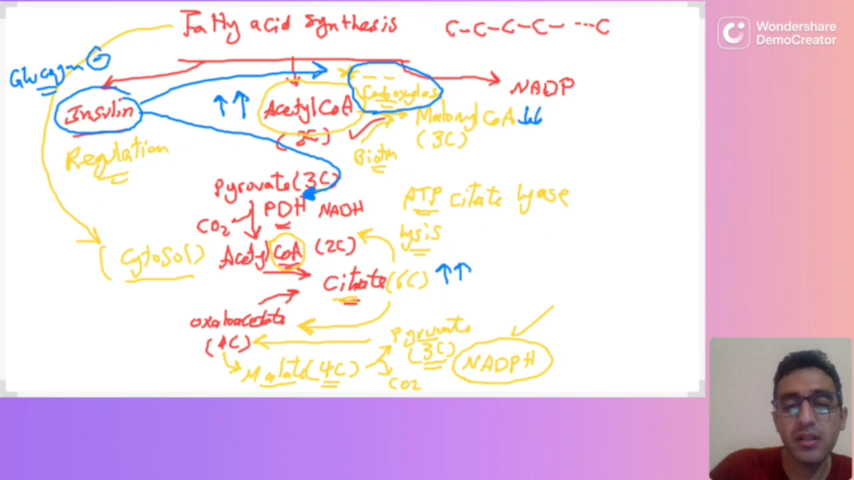 Fatty acid synthesis C-C-C-C- ---C
Wondershare
DemoCreator
Glucagon
NADP
Insulin
Acetyl CoA
Carboxylase
Malonyl CoA
(2C)
(3C)
Regulation
Biotin
Pyruvate (3C)
CO2 PDH NADH
ATP Citrate lyase
lysis
(Cytosol) Acetyl CoA (2C)
Citrate (6C)
oxaloacetate
(4C)
Pyruvate
(3C)
NADPH
Malate (4C)
CO2